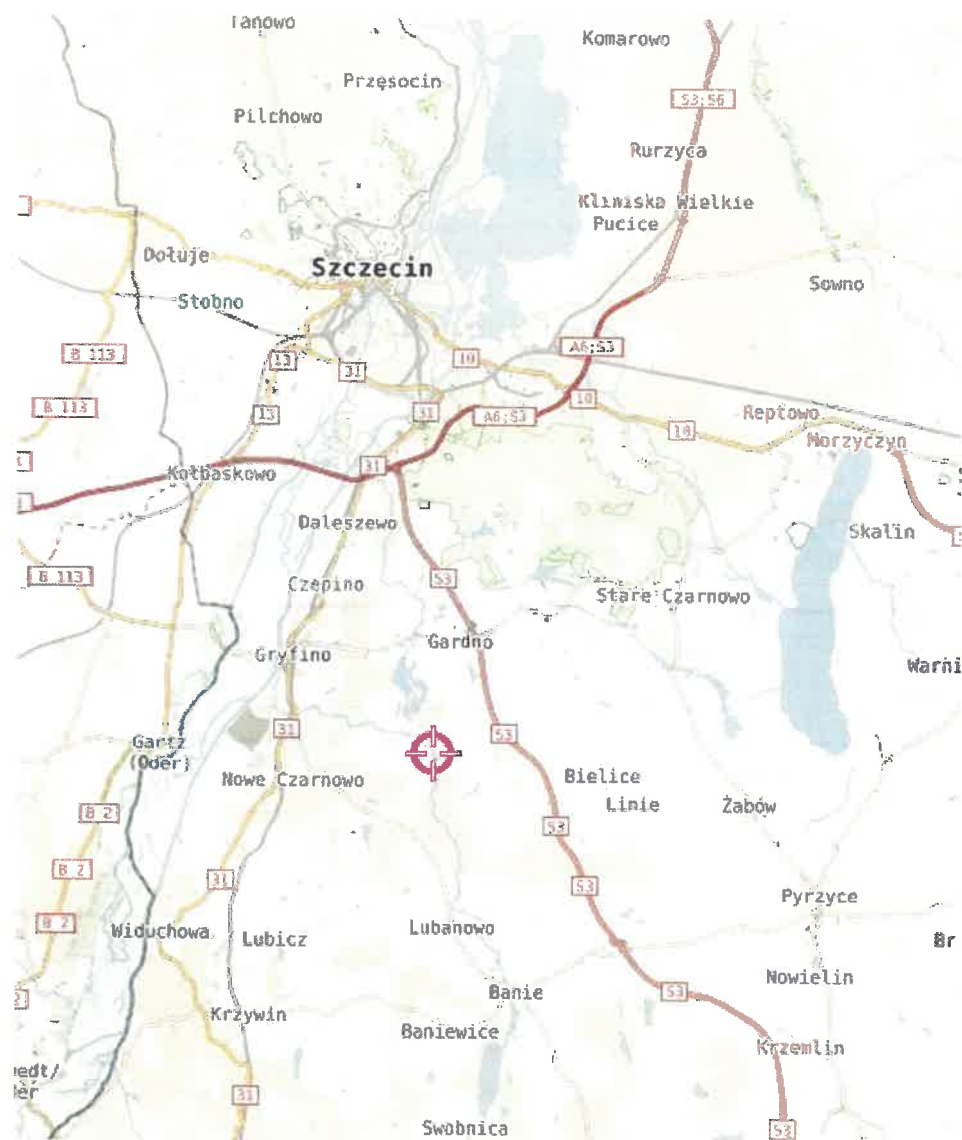 Tanowo
Komarowo
Przęsocin
S3;S6
Pilchowo
Rurzyca
Kliniska Wielkie
Pucice
Dołuje
Szczecin
Sowno
Stobno
B 113
13
31
10
A6;S3
B 113
13
31
A6;S3
10
Reptowo
10
Morzyczyn
Kołbaskowo
31
Daleszewo
Skalin
B 113
Czepino
S3
Stare Czarnowo
Gardno
Gryfino
Warni
31
S3
Gartz
(Oder)
Nowe Czarnowo
Bielice
Linie
Żabów
B 2
S3
B 2
31
S3
Pyrzyce
B 2
Widuchowa
Lubicz
Lubanowo
Br
Nowielin
Banie
S3
Krzywin
Baniewice
Krzemlin
wedt/
der
31
Swobnica
S3